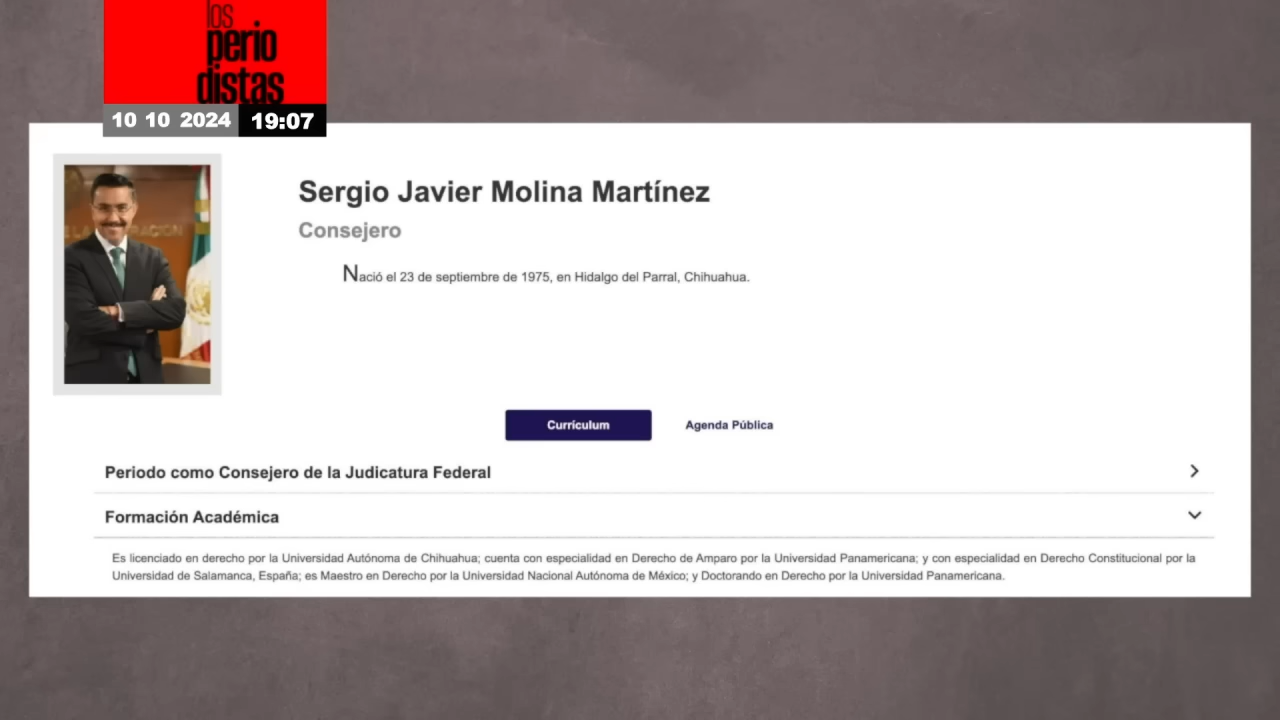 los
perio
distas
10 10 2024 19:07
Sergio Javier Molina Martínez
Consejero
Nació el 23 de septiembre de 1975, en Hidalgo del Parral, Chihuahua.
Currículum Agenda Pública
Periodo como Consejero de la Judicatura Federal
Formación Académica
Es licenciado en derecho por la Universidad Autónoma de Chihuahua; cuenta con especialidad en Derecho de Amparo por la Universidad Panamericana; y con especialidad en Derecho Constitucional por la
Universidad de Salamanca, España; es Maestro en Derecho por la Universidad Nacional Autónoma de México; y Doctorando en Derecho por la Universidad Panamericana.